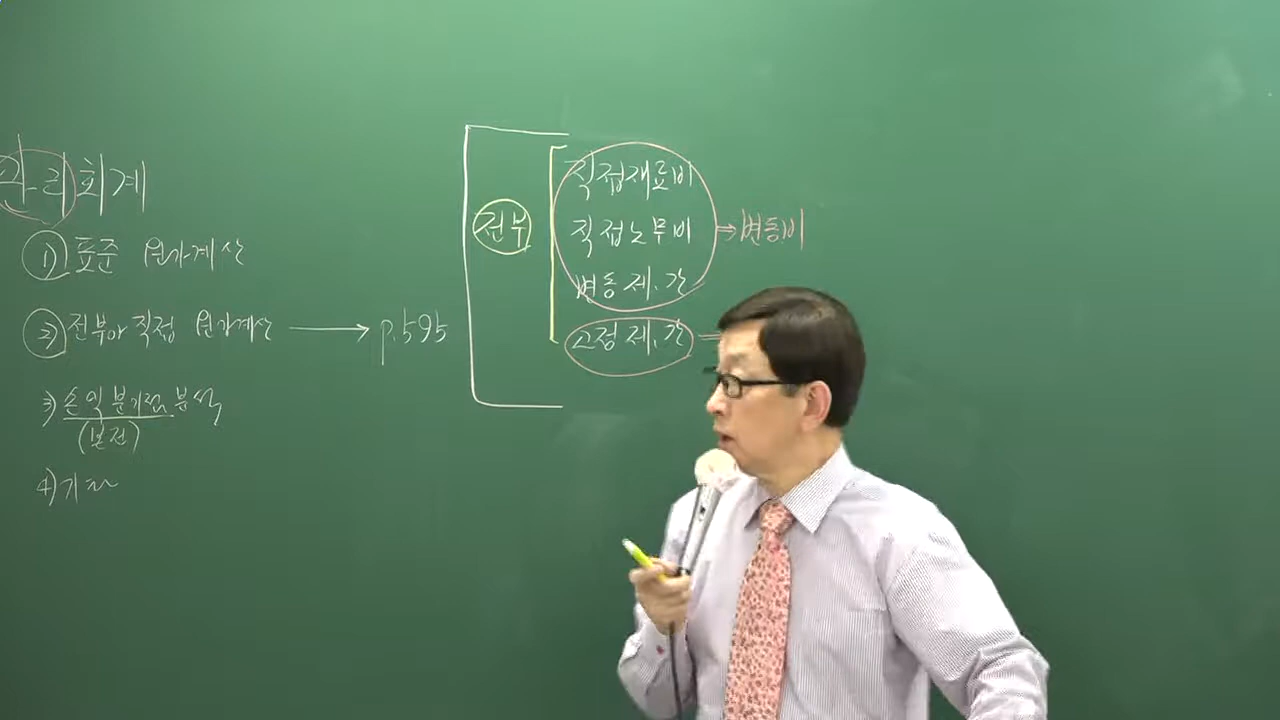 관리회계
1) 표준 원가계산
2) 전부와 직접 원가계산 → p.595
3) 손익분기점 분석
(본전)
4) 기타
전부
직접재료비
직접노무비 → 변동비
변동 제.간
고정 제.간